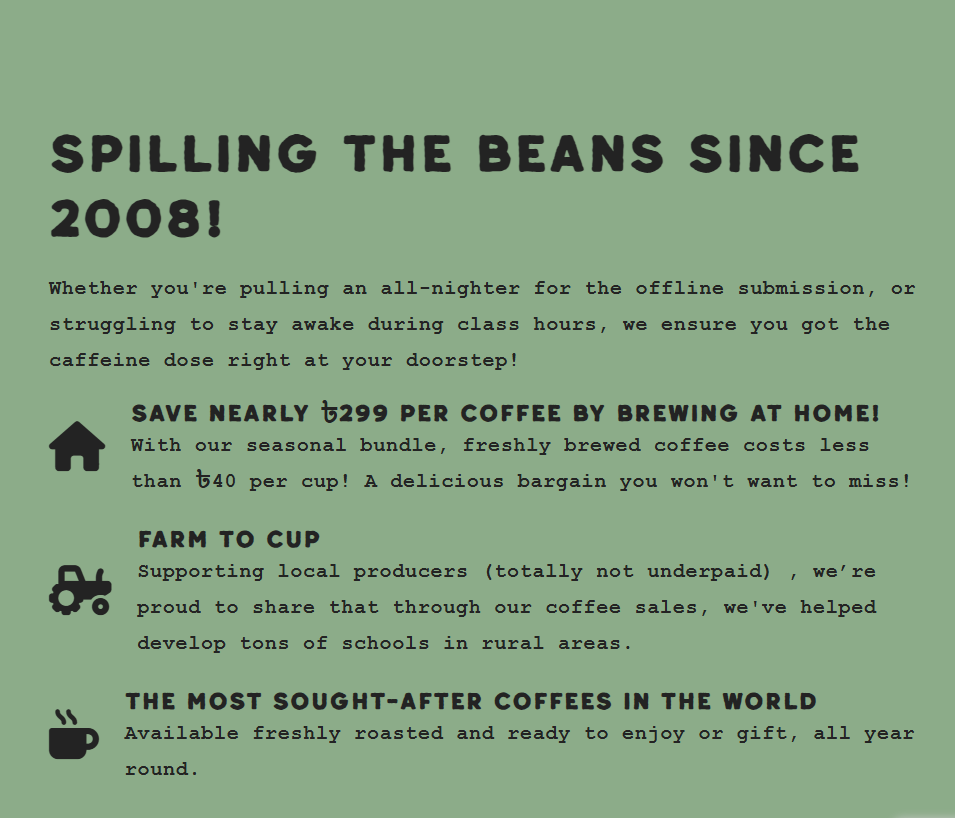 SPILLING THE BEANS SINCE
2008!
Whether you're pulling an all-nighter for the offline submission, or
struggling to stay awake during class hours, we ensure you got the
caffeine dose right at your doorstep!
SAVE NEARLY ৳299 PER COFFEE BY BREWING AT HOME!
With our seasonal bundle, freshly brewed coffee costs less
than ৳40 per cup! A delicious bargain you won't want to miss!
FARM TO CUP
Supporting local producers (totally not underpaid) , we’re
proud to share that through our coffee sales, we've helped
develop tons of schools in rural areas.
THE MOST SOUGHT-AFTER COFFEES IN THE WORLD
Available freshly roasted and ready to enjoy or gift, all year
round.